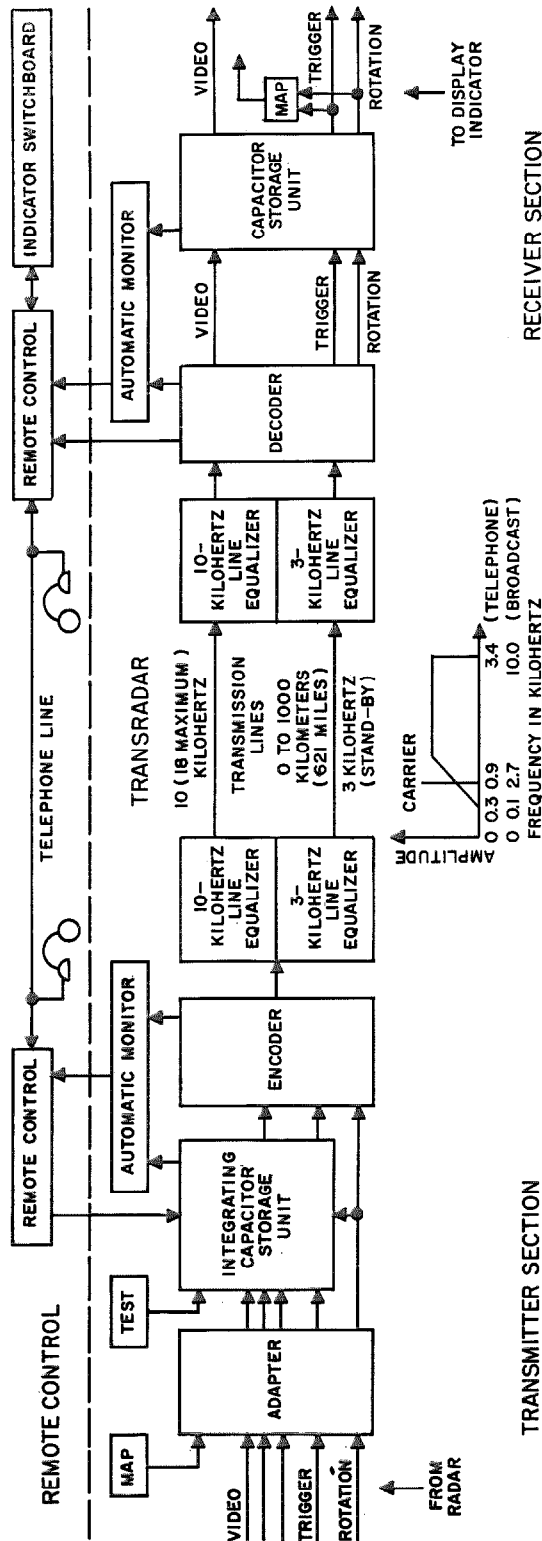 REMOTE CONTROL
REMOTE CONTROL
TELEPHONE LINE
REMOTE CONTROL
INDICATOR SWITCHBOARD
MAP
TEST
AUTOMATIC MONITOR
TRANSRADAR
AUTOMATIC MONITOR
VIDEO
TRIGGER
ROTATION
FROM
RADAR
ADAPTER
INTEGRATING
CAPACITOR
STORAGE
UNIT
ENCODER
10-
KILOHERTZ
LINE
EQUALIZER
3-
KILOHERTZ
LINE
EQUALIZER
10 (18 MAXIMUM)
KILOHERTZ
TRANSMISSION
LINES
0 TO 1000
KILOMETERS
(621 MILES)
3 KILOHERTZ
(STAND-BY)
10-
KILOHERTZ
LINE
EQUALIZER
3-
KILOHERTZ
LINE
EQUALIZER
DECODER
VIDEO
TRIGGER
ROTATION
CAPACITOR
STORAGE
UNIT
VIDEO
MAP
TRIGGER
ROTATION
TO DISPLAY
INDICATOR
AMPLITUDE
CARRIER
0 0.3 0.9 3.4 (TELEPHONE)
0 0.1 2.7 10.0 (BROADCAST)
FREQUENCY IN KILOHERTZ
TRANSMITTER SECTION
RECEIVER SECTION